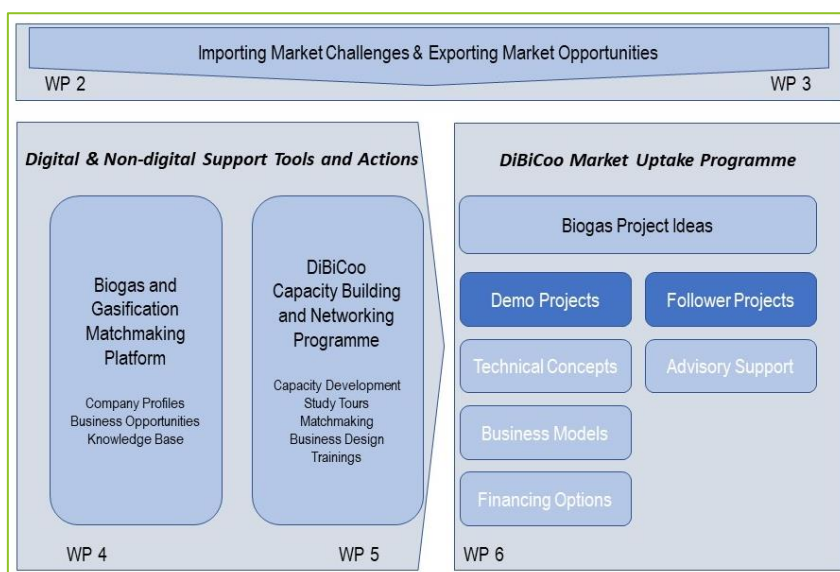 Importing Market Challenges & Exporting Market Opportunities
WP 2
WP 3
Digital & Non-digital Support Tools and Actions
Biogas and
Gasification
Matchmaking
Platform
Company Profiles
Business Opportunities
Knowledge Base
DiBiCoo
Capacity Building
and Networking
Programme
Capacity Development
Study Tours
Matchmaking
Business Design
Trainings
WP 4
WP 5
DiBiCoo Market Uptake Programme
Biogas Project Ideas
Demo Projects
Follower Projects
Technical Concepts
Advisory Support
Business Models
Financing Options
WP 6